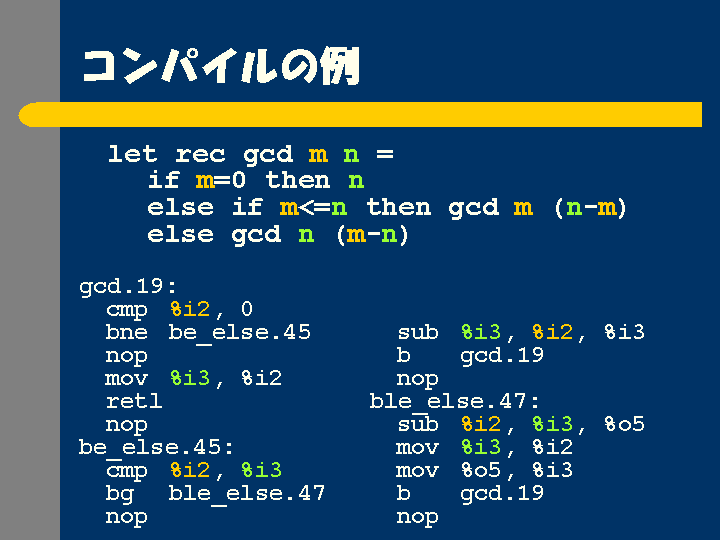 コンパイルの例
let rec gcd m n =
if m=0 then n
else if m<=n then gcd m (n-m)
else gcd n (m-n)
gcd.19:
cmp %i2, 0
bne be_else.45
nop
mov %i3, %i2
retl
nop
be_else.45:
cmp %i2, %i3
bg ble_else.47
nop
sub %i3, %i2, %i3
b gcd.19
nop
ble_else.47:
sub %i2, %i3, %o5
mov %i3, %i2
mov %o5, %i3
b gcd.19
nop